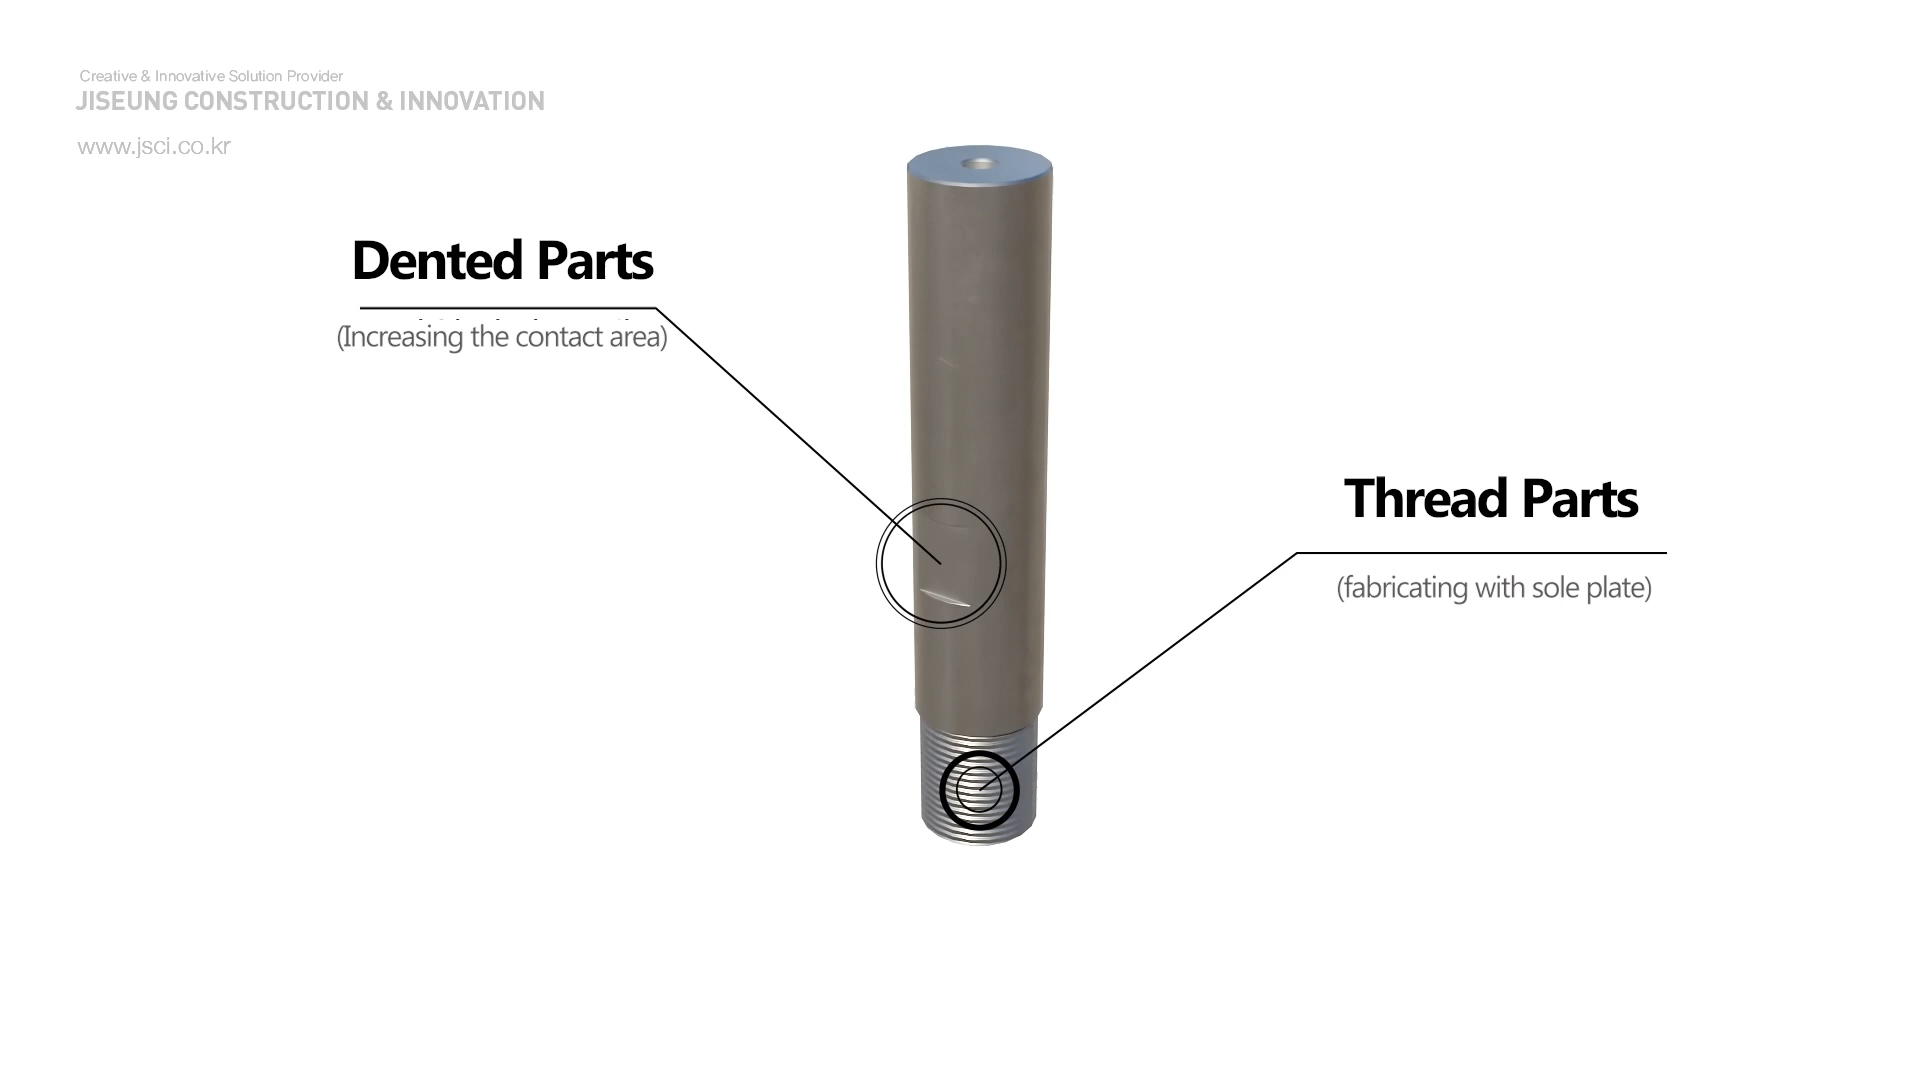 Creative & Innovative Solution Provider
JISEUNG CONSTRUCTION & INNOVATION
www.jsci.co.kr
Dented Parts
(Increasing the contact area)
Thread Parts
(fabricating with sole plate)